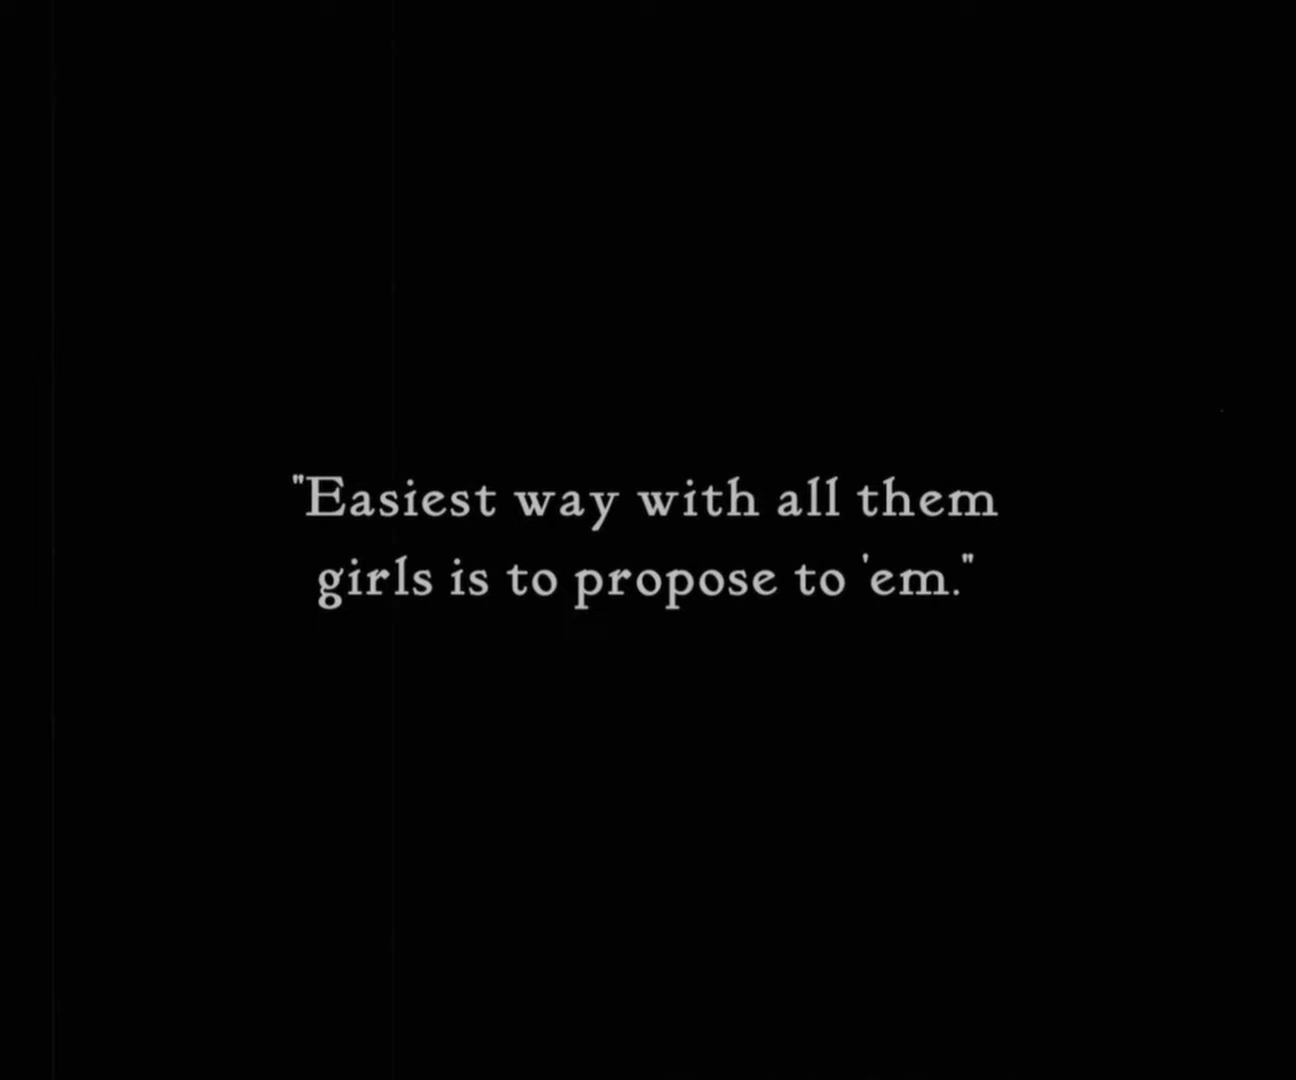 "Easiest way with all them
girls is to propose to 'em."